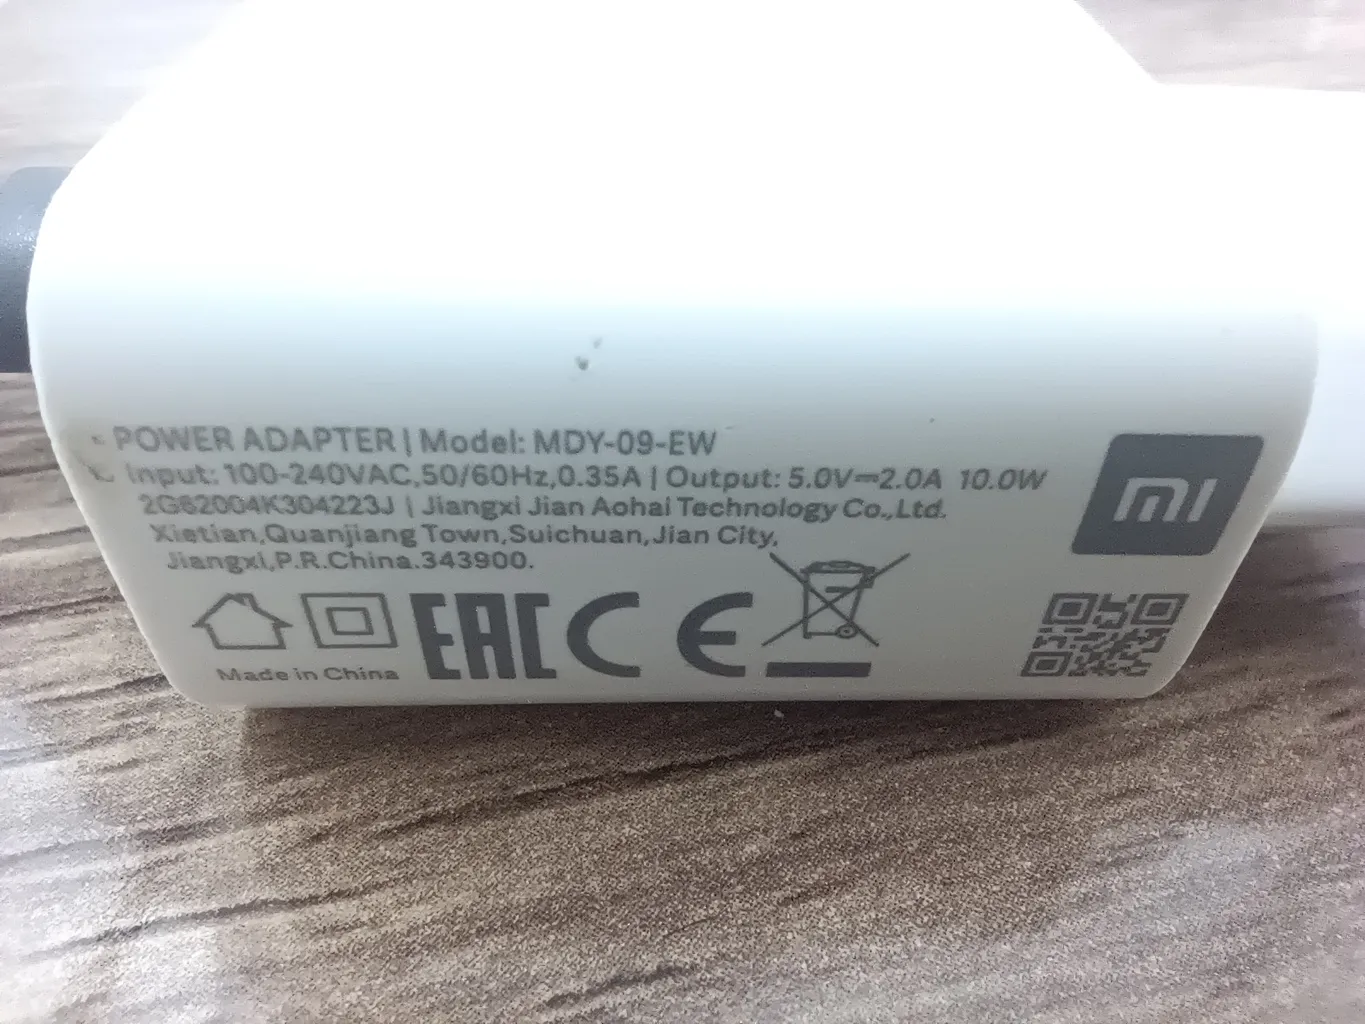 POWER ADAPTER | Model: MDY-09-EW
Input: 100-240VAC,50/60Hz,0.35A | Output: 5.0V⎓2.0A 10.0W
2G62004K304223J | Jiangxi Jian Aohai Technology Co.,Ltd.
Xietian,Quanjiang Town,Suichuan,Jian City,
Jiangxi,P.R.China.343900.
mi
EAC CE
Made in China